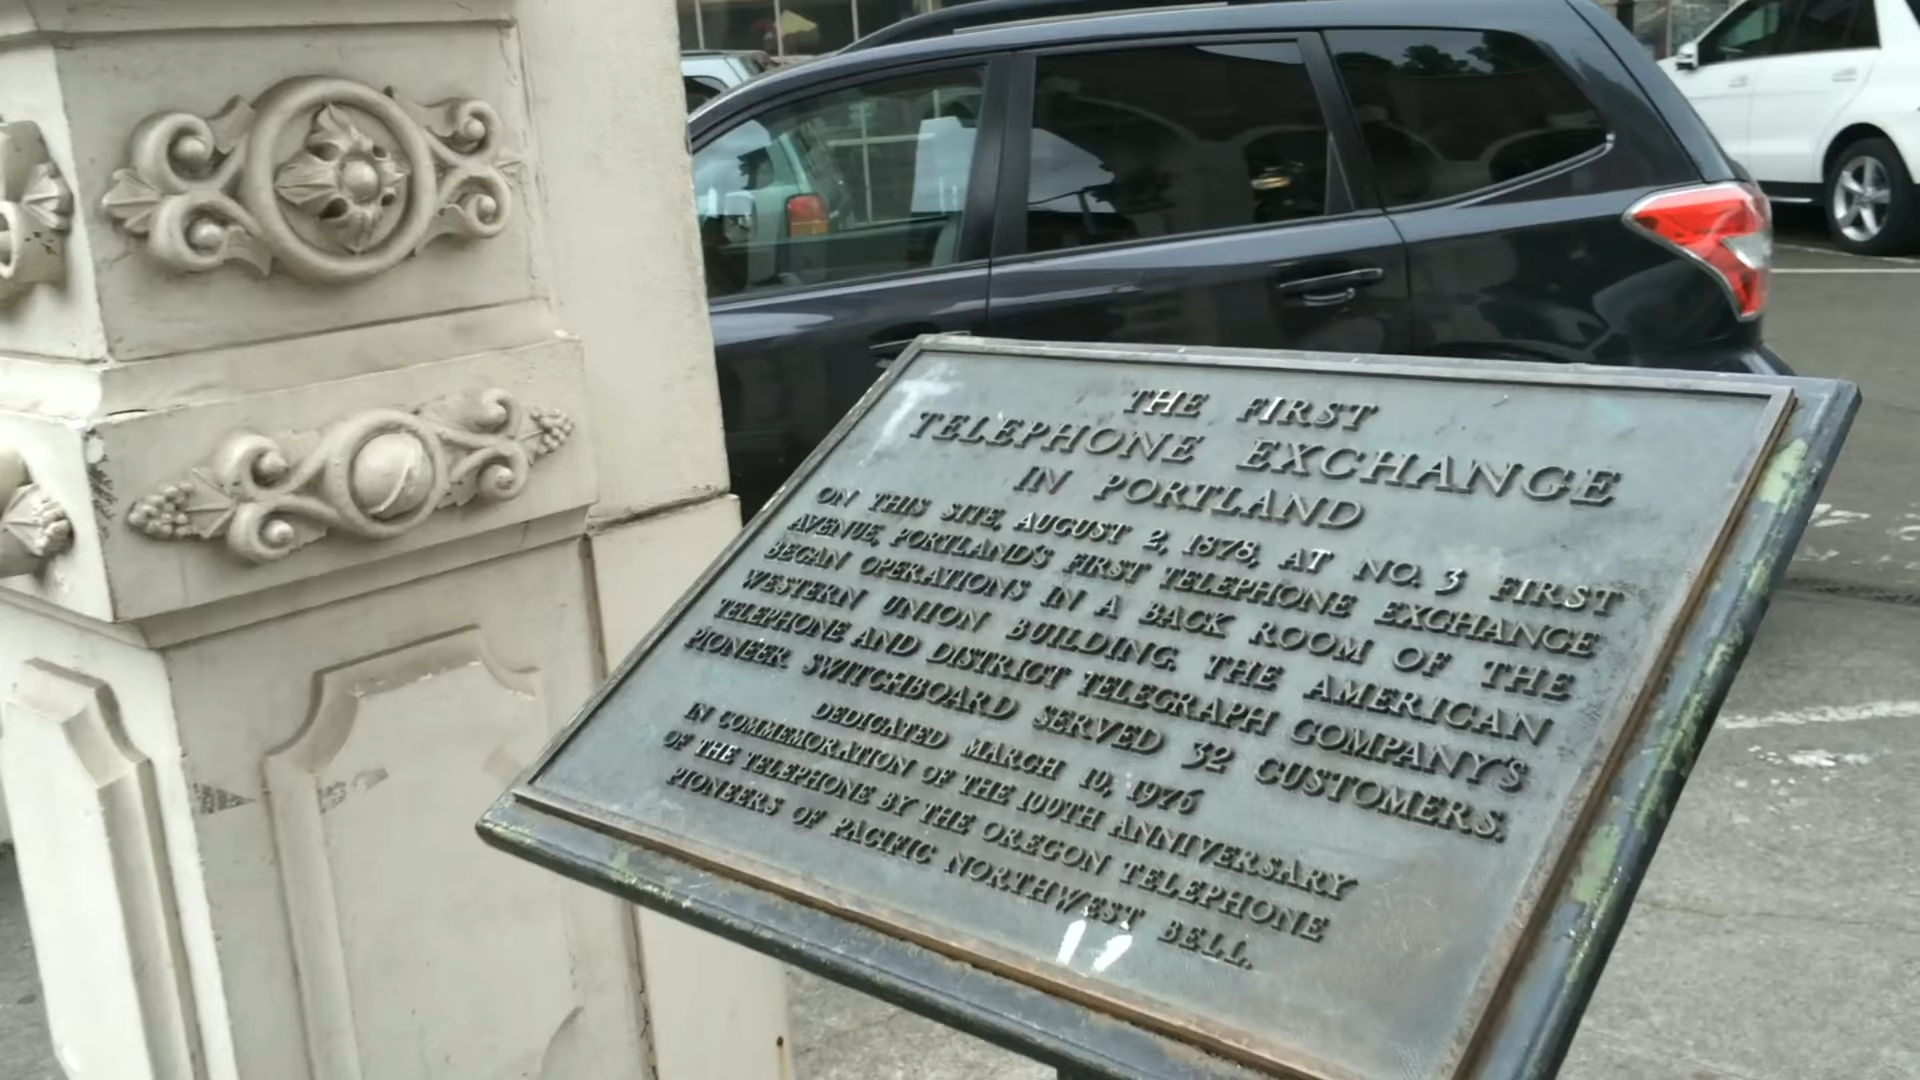 THE FIRST
TELEPHONE EXCHANGE
IN PORTLAND
ON THIS SITE, AUGUST 2, 1878, AT NO. 3 FIRST
AVENUE, PORTLAND'S FIRST TELEPHONE EXCHANGE
BEGAN OPERATIONS IN A BACK ROOM OF THE
WESTERN UNION BUILDING. THE AMERICAN
TELEPHONE AND DISTRICT TELEGRAPH COMPANY'S
PIONEER SWITCHBOARD SERVED 32 CUSTOMERS.
DEDICATED MARCH 10, 1976
IN COMMEMORATION OF THE 100TH ANNIVERSARY
OF THE TELEPHONE BY THE OREGON TELEPHONE
PIONEERS OF PACIFIC NORTHWEST BELL.